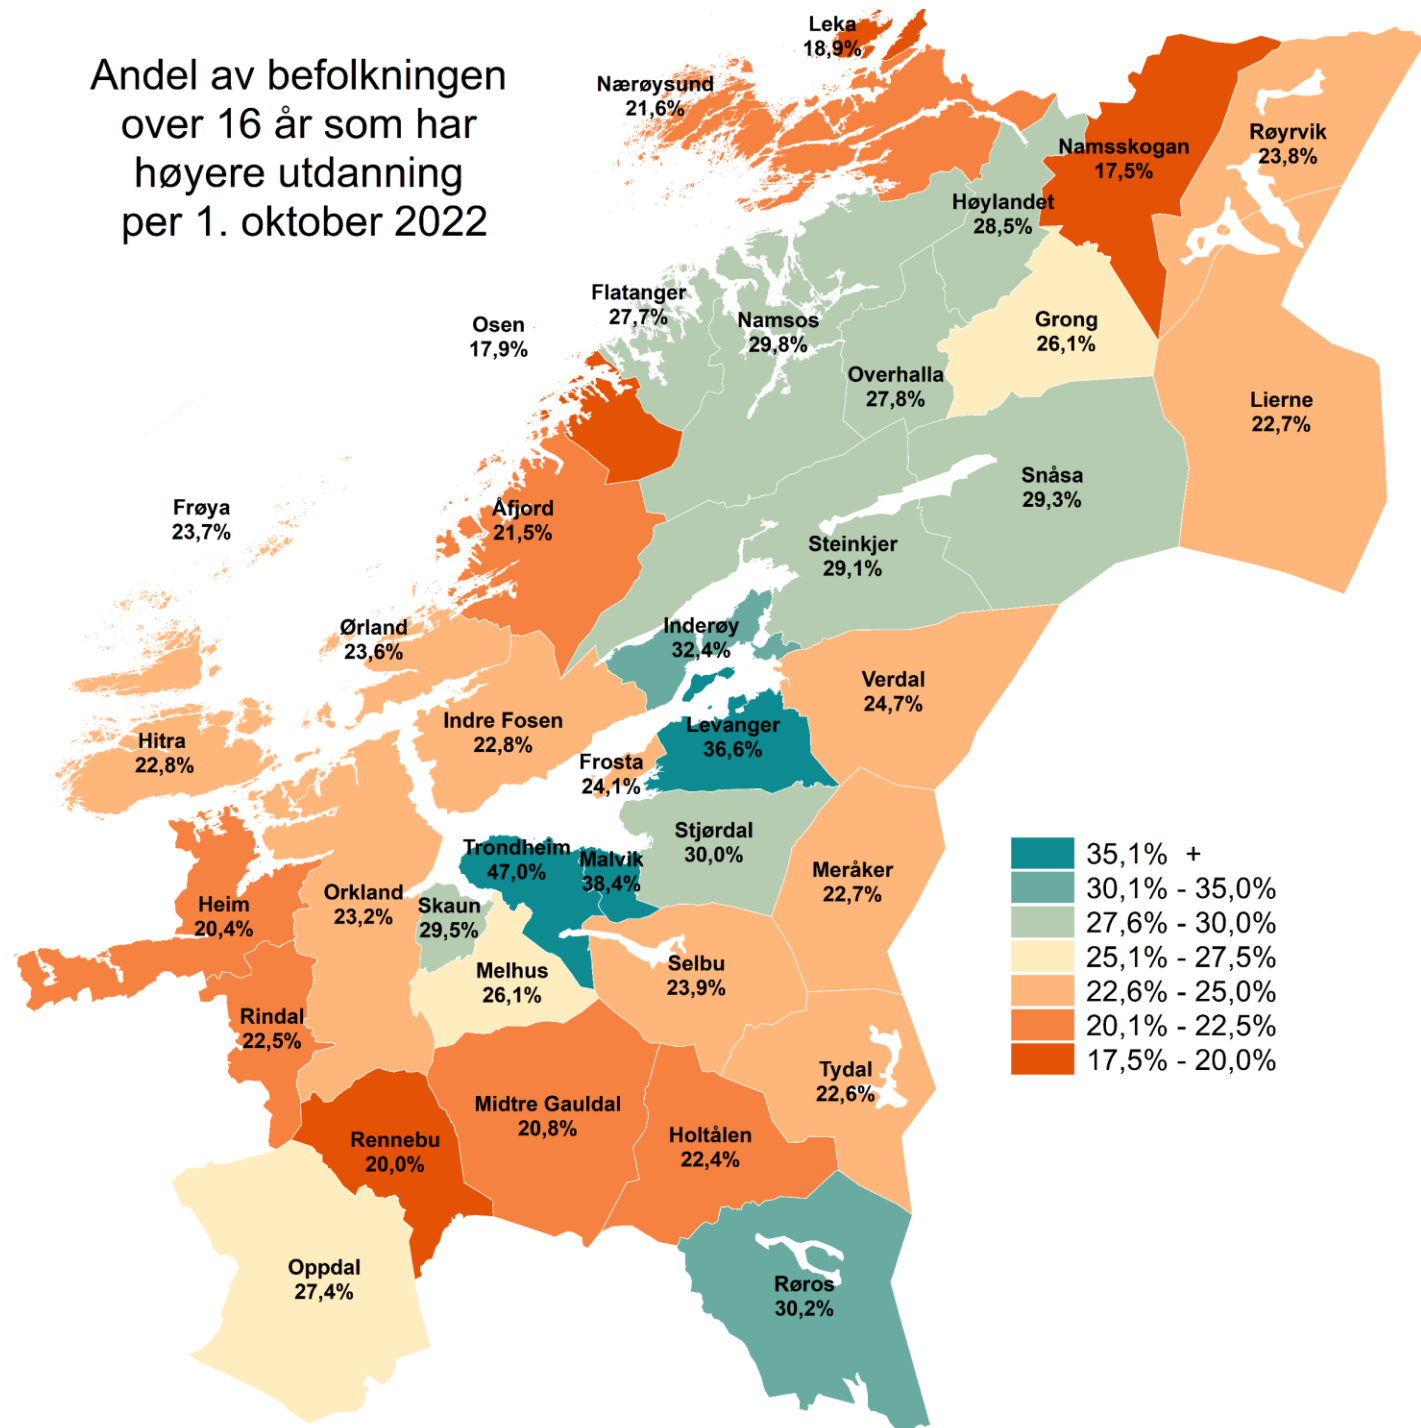 Andel av befolkningen
over 16 år som har
høyere utdanning
per 1. oktober 2022
Leka
18,9%
Nærøysund
21,6%
Namsskogan
17,5%
Røyrvik
23,8%
Høylandet
28,5%
Flatanger
27,7%
Namsos
29,8%
Grong
26,1%
Osen
17,9%
Overhalla
27,8%
Lierne
22,7%
Snåsa
29,3%
Frøya
23,7%
Åfjord
21,5%
Steinkjer
29,1%
Ørland
23,6%
Inderøy
32,4%
Verdal
24,7%
Indre Fosen
22,8%
Levanger
36,6%
Hitra
22,8%
Frosta
24,1%
Stjørdal
30,0%
Trondheim
47,0%
Malvik
38,4%
Meråker
22,7%
Orkland
23,2%
Heim
20,4%
Skaun
29,5%
Selbu
23,9%
Melhus
26,1%
Rindal
22,5%
Tydal
22,6%
Midtre Gauldal
20,8%
Holtålen
22,4%
Rennebu
20,0%
Oppdal
27,4%
Røros
30,2%
35,1% +
30,1% - 35,0%
27,6% - 30,0%
25,1% - 27,5%
22,6% - 25,0%
20,1% - 22,5%
17,5% - 20,0%